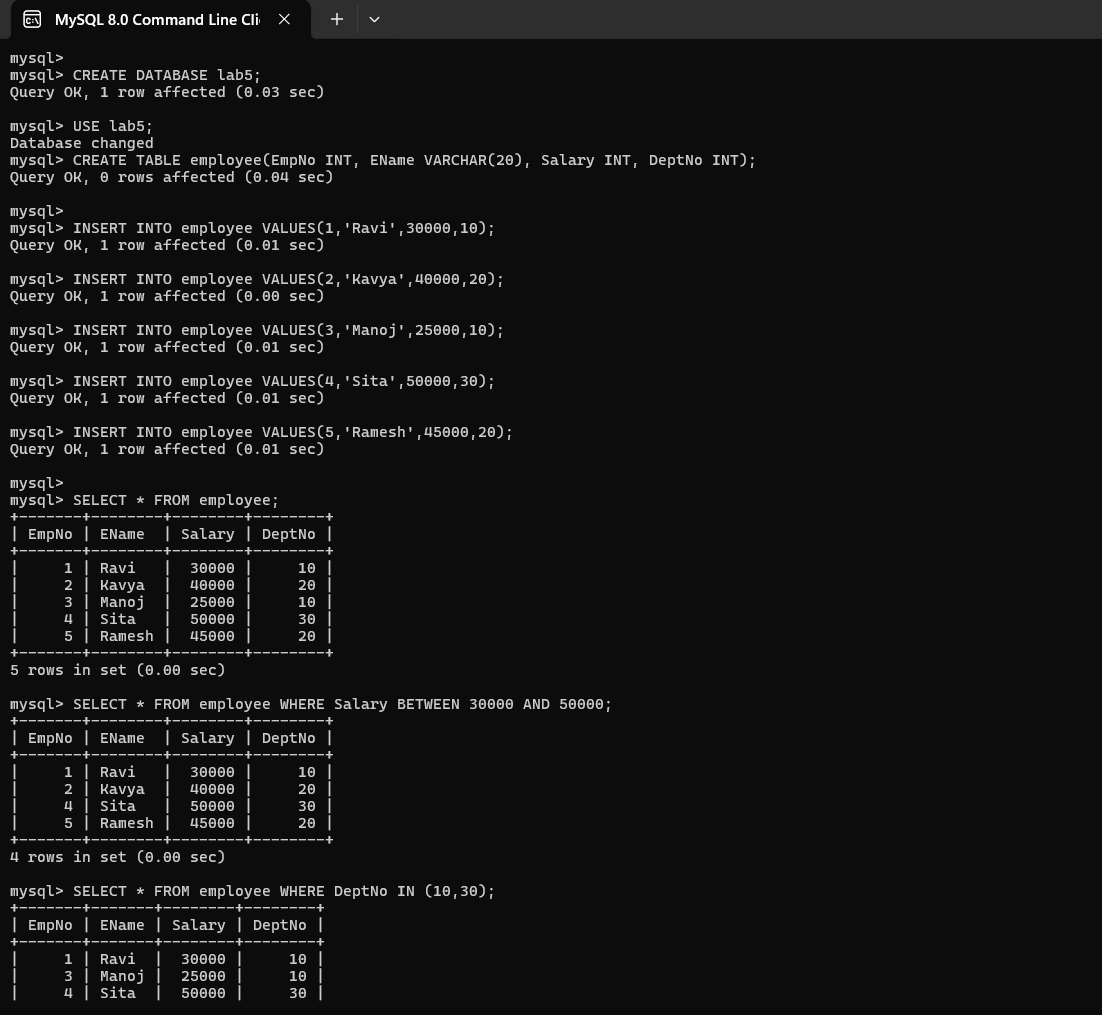 MySQL 8.0 Command Line Cli
mysql>
mysql> CREATE DATABASE lab5;
Query OK, 1 row affected (0.03 sec)
mysql> USE lab5;
Database changed
mysql> CREATE TABLE employee(EmpNo INT, EName VARCHAR(20), Salary INT, DeptNo INT);
Query OK, 0 rows affected (0.04 sec)
mysql>
mysql> INSERT INTO employee VALUES(1,'Ravi',30000,10);
Query OK, 1 row affected (0.01 sec)
mysql> INSERT INTO employee VALUES(2,'Kavya',40000,20);
Query OK, 1 row affected (0.00 sec)
mysql> INSERT INTO employee VALUES(3,'Manoj',25000,10);
Query OK, 1 row affected (0.01 sec)
mysql> INSERT INTO employee VALUES(4,'Sita',50000,30);
Query OK, 1 row affected (0.01 sec)
mysql> INSERT INTO employee VALUES(5,'Ramesh',45000,20);
Query OK, 1 row affected (0.01 sec)
mysql>
mysql> SELECT * FROM employee;
+-------+--------+--------+--------+
| EmpNo | EName  | Salary | DeptNo |
+-------+--------+--------+--------+
|     1 | Ravi   |  30000 |     10 |
|     2 | Kavya  |  40000 |     20 |
|     3 | Manoj  |  25000 |     10 |
|     4 | Sita   |  50000 |     30 |
|     5 | Ramesh |  45000 |     20 |
+-------+--------+--------+--------+
5 rows in set (0.00 sec)
mysql> SELECT * FROM employee WHERE Salary BETWEEN 30000 AND 50000;
+-------+--------+--------+--------+
| EmpNo | EName  | Salary | DeptNo |
+-------+--------+--------+--------+
|     1 | Ravi   |  30000 |     10 |
|     2 | Kavya  |  40000 |     20 |
|     4 | Sita   |  50000 |     30 |
|     5 | Ramesh |  45000 |     20 |
+-------+--------+--------+--------+
4 rows in set (0.00 sec)
mysql> SELECT * FROM employee WHERE DeptNo IN (10,30);
+-------+-------+--------+--------+
| EmpNo | EName | Salary | DeptNo |
+-------+-------+--------+--------+
|     1 | Ravi  |  30000 |     10 |
|     3 | Manoj |  25000 |     10 |
|     4 | Sita  |  50000 |     30 |